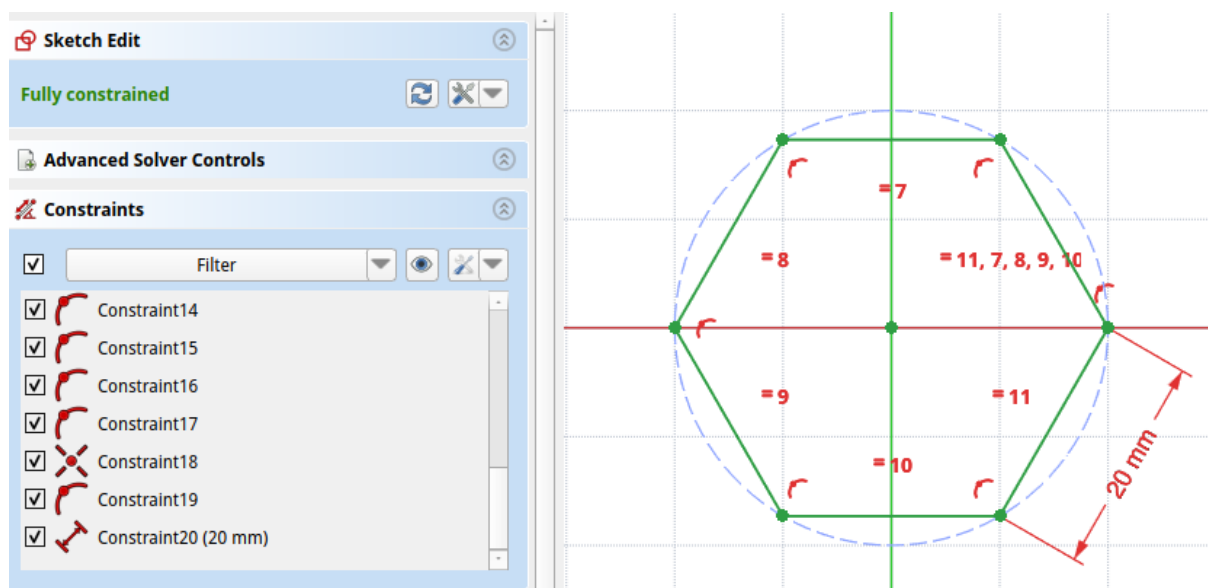 Sketch Edit
Fully constrained
Advanced Solver Controls
Constraints
Filter
Constraint14
Constraint15
Constraint16
Constraint17
Constraint18
Constraint19
Constraint20 (20 mm)
= 7
= 8
= 11, 7, 8, 9, 10
= 9
= 11
= 10
20 mm